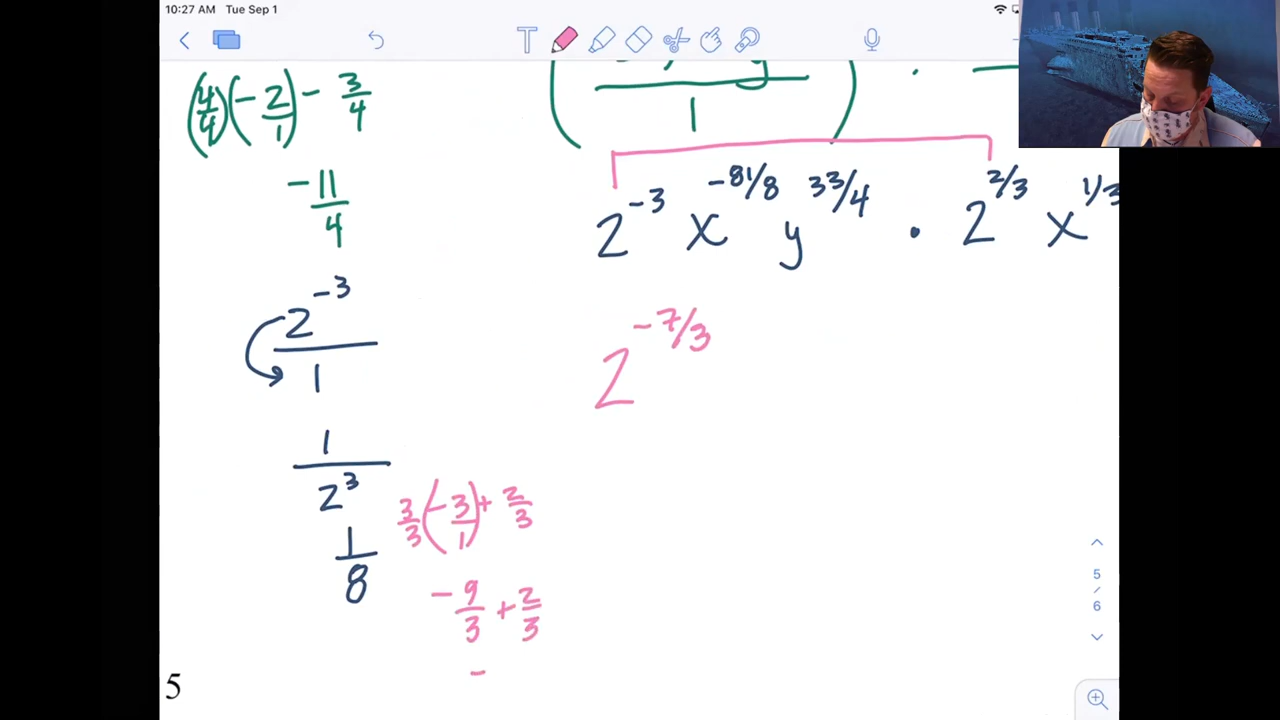 10:27 AM Tue Sep 1
(4/4)(-2/1) - 3/4
-11/4
2^-3 / 1
1 / 2^3
1/8
3/3(-3/1) + 2/3
-9/3 + 2/3
-
1
2^-3 x^-81/8 y^33/4 · 2^2/3 x^1/3
2^-7/3
5
/
6
5